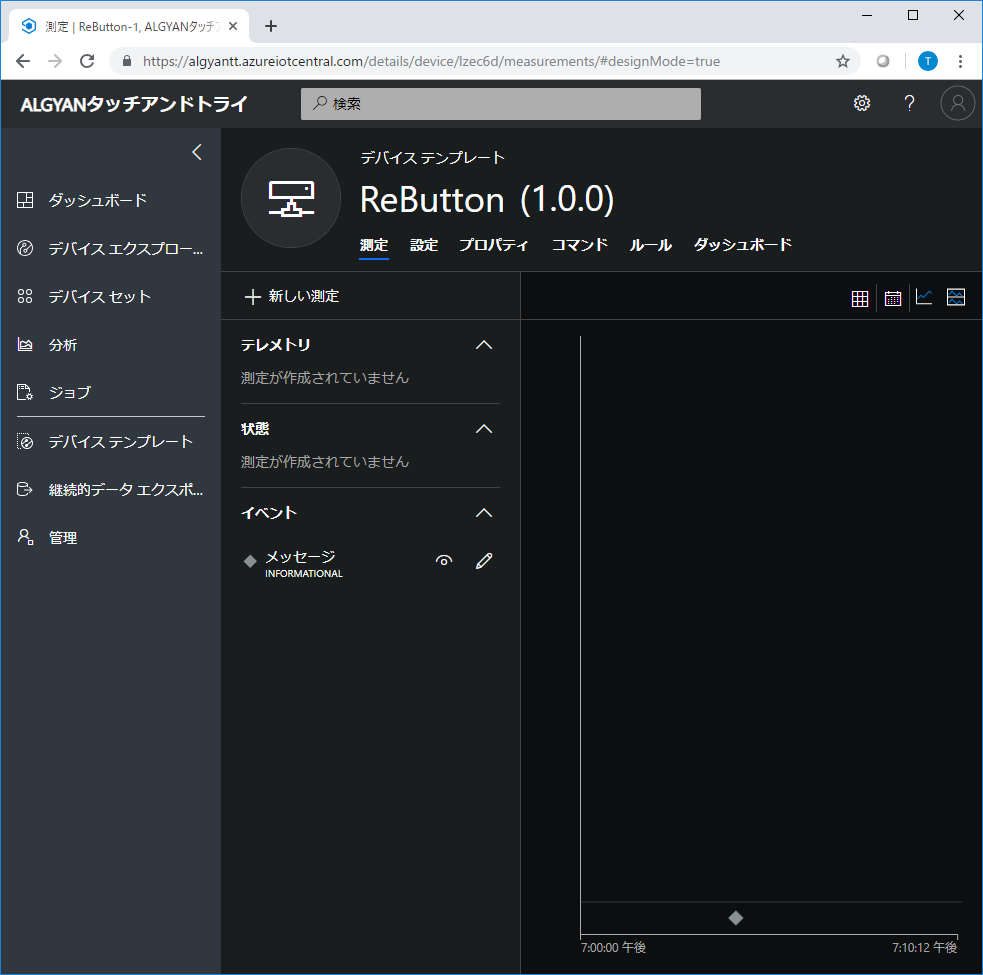 測定 | ReButton-1, ALGYANタッチア
https://algyantt.azureiotcentral.com/details/device/lzec6d/measurements/#designMode=true
T
ALGYANタッチアンドトライ
検索
?
ダッシュボード
デバイス エクスプロー...
デバイス セット
分析
ジョブ
デバイス テンプレート
継続的データ エクスポ...
管理
デバイス テンプレート
ReButton (1.0.0)
測定 設定 プロパティ コマンド ルール ダッシュボード
新しい測定
テレメトリ
測定が作成されていません
状態
測定が作成されていません
イベント
メッセージ
INFORMATIONAL
7:00:00 午後 7:10:12 午後